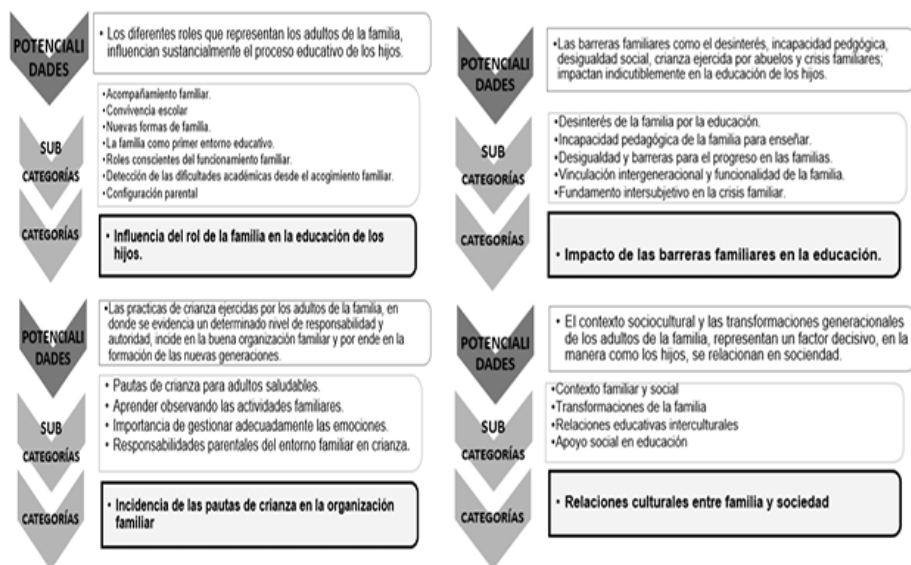 POTENCIALI
DADES
• Los diferentes roles que representan los adultos de la familia,
influencian sustancialmente el proceso educativo de los hijos.
SUB
CATEGORÍAS
•Acompañamiento familiar.
•Convivencia escolar
•Nuevas formas de familia.
•La familia como primer entorno educativo.
•Roles conscientes del funcionamiento familiar.
•Detección de las dificultades académicas desde el acogimiento familiar.
•Configuración parental
CATEGORÍAS
• Influencia del rol de la familia en la educación de los
hijos.
POTENCIALI
DADES
•Las barreras familiares como el desinterés, incapacidad pedgógica,
desigualdad social, crianza ejercida por abuelos y crisis familiares;
impactan indicutiblemente en la educación de los hijos.
SUB
CATEGORÍAS
•Desinterés de la familia por la educación.
•Incapacidad pedagógica de la familia para enseñar.
•Desigualdad y barreras para el progreso en las familias.
•Vinculación intergeneracional y funcionalidad de la familia.
•Fundamento intersubjetivo en la crisis familiar.
CATEGORÍAS
• Impacto de las barreras familiares en la educación.
POTENCIALI
DADES
•Las practicas de crianza ejercidas por los adultos de la familia, en
donde se evidencia un determinado nivel de responsabilidad y
autoridad, incide en la buena organización familiar y por ende en la
formación de las nuevas generaciones.
SUB
CATEGORÍAS
• Pautas de crianza para adultos saludables.
• Aprender observando las actividades familiares.
• Importancia de gestionar adecuadamente las emociones.
• Responsabilidades parentales del entorno familiar en crianza.
CATEGORÍAS
• Incidencia de las pautas de crianza en la organización
familiar
POTENCIALI
DADES
• El contexto sociocultural y las transformaciones generacionales
de los adultos de la familia, representan un factor decisivo, en la
manera como los hijos, se relacionan en sociendad.
SUB
CATEGORÍAS
•Contexto familiar y social
•Transformaciones de la familia
•Relaciones educativas interculturales
•Apoyo social en educación
CATEGORÍAS
• Relaciones culturales entre familia y sociedad